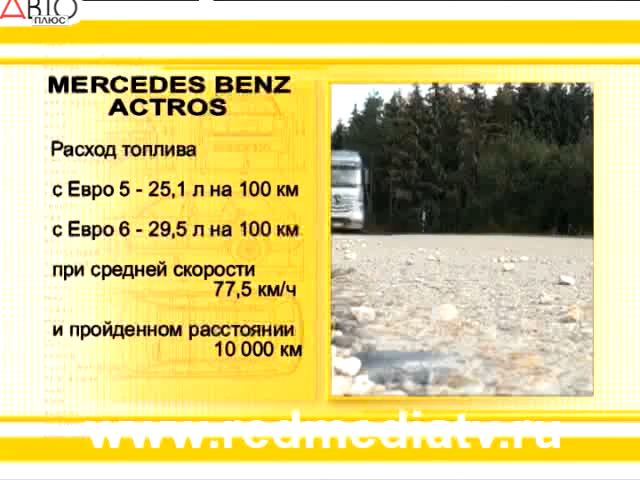 АВТО
ПЛЮС
MERCEDES BENZ
ACTROS
Расход топлива
с Евро 5 - 25,1 л на 100 км
с Евро 6 - 29,5 л на 100 км
при средней скорости
77,5 км/ч
и пройденном расстоянии
10 000 км
www.redmediatv.ru